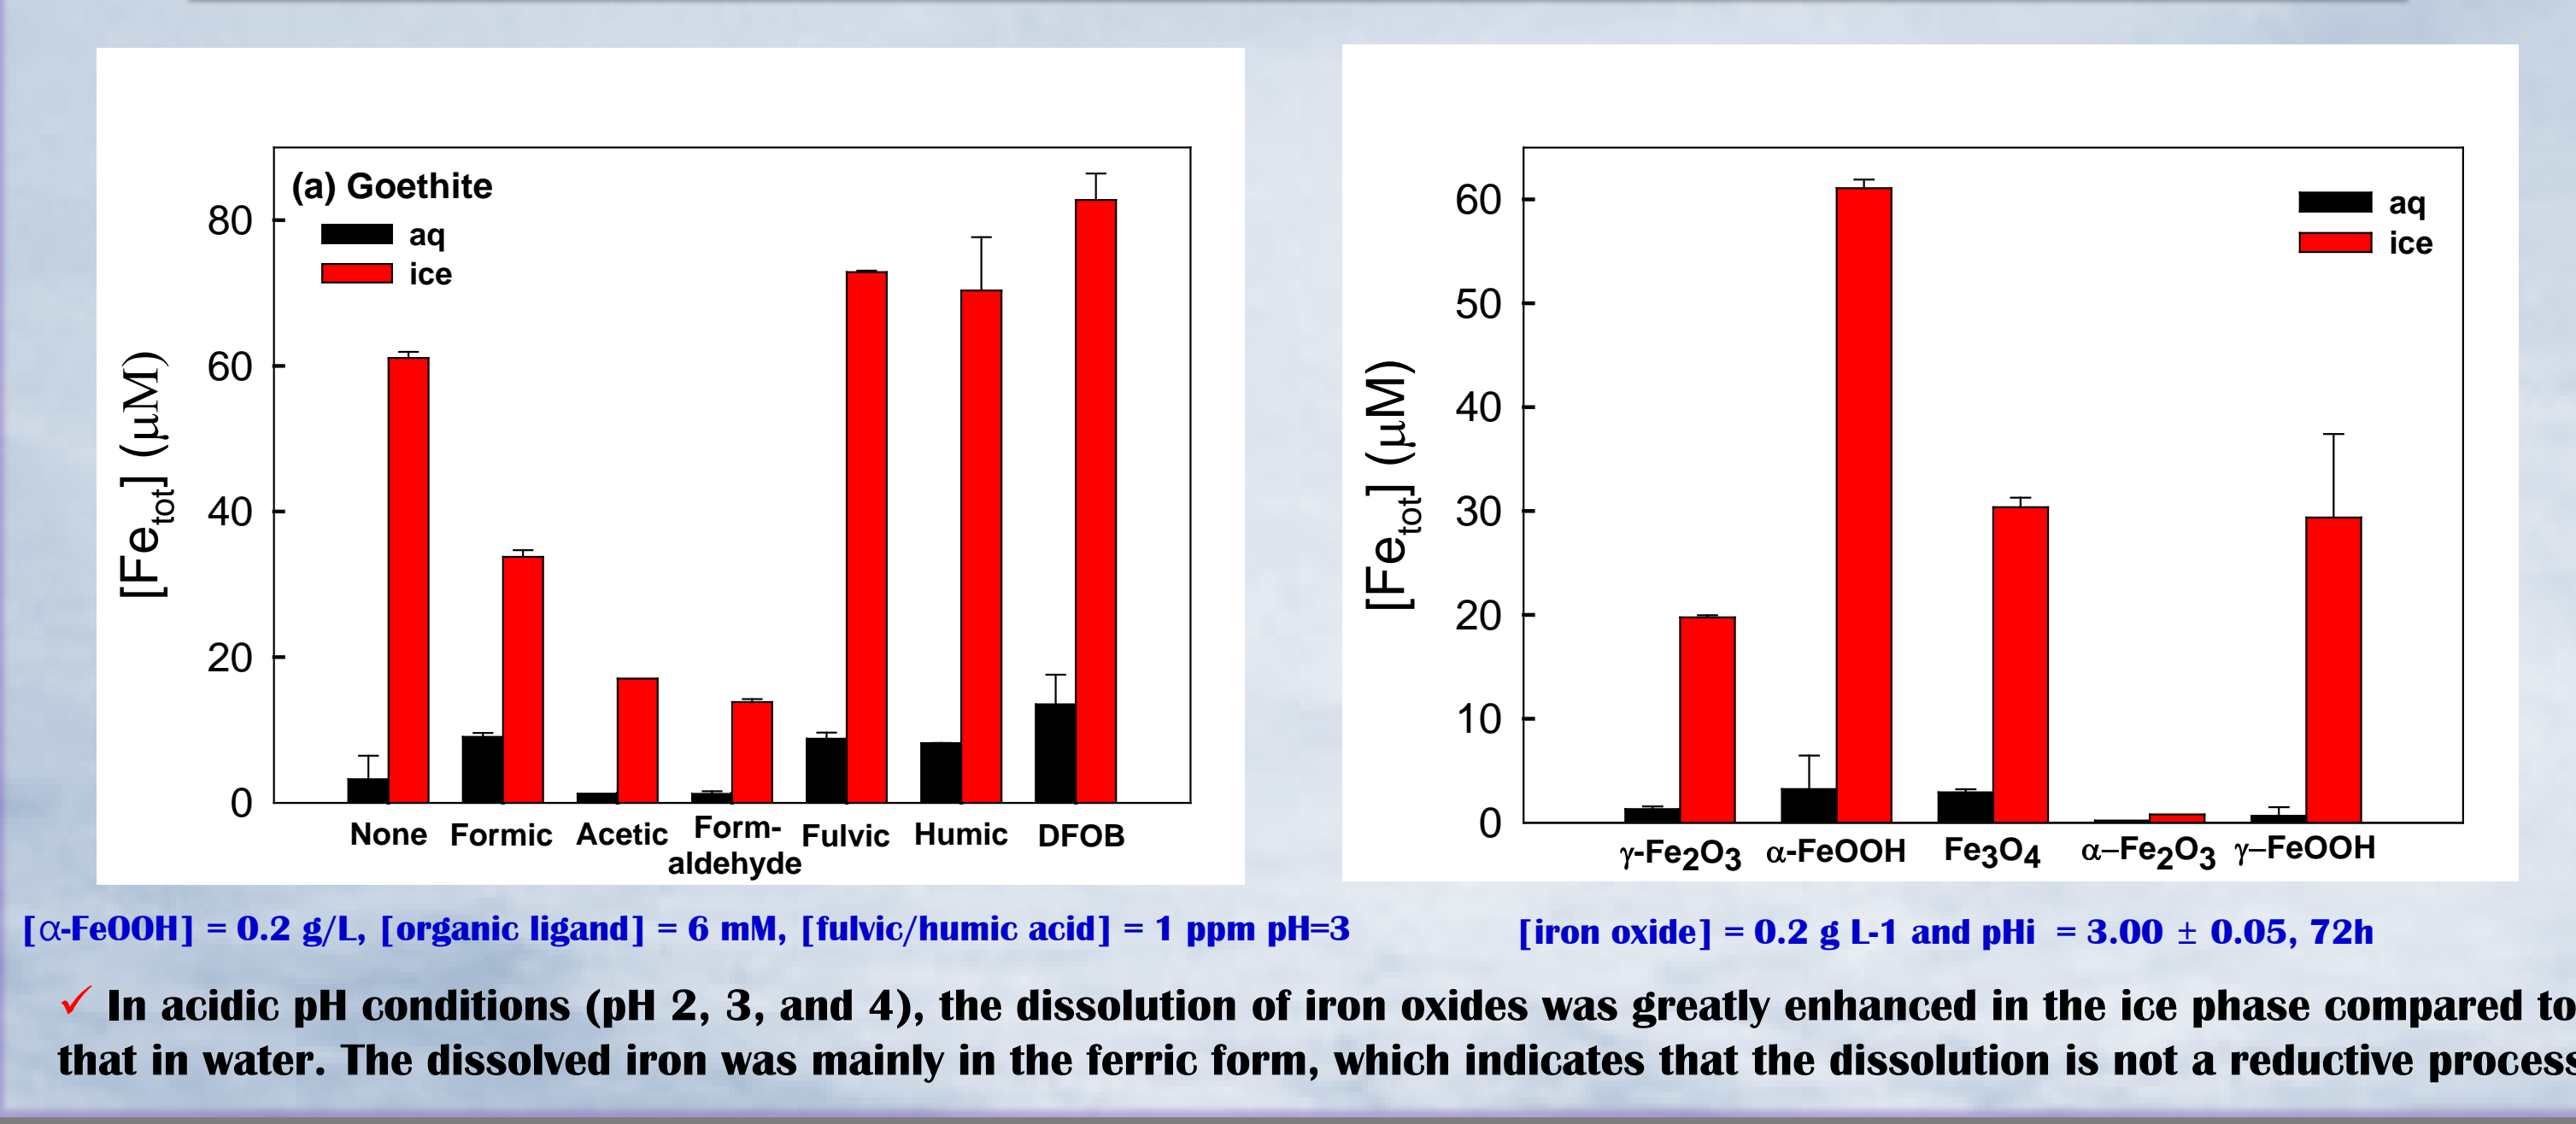 (a) Goethite
aq
ice
80
60
40
20
0
[Fetot] (μM)
None Formic Acetic Form-aldehyde Fulvic Humic DFOB
aq
ice
60
50
40
30
20
10
0
[Fetot] (μM)
γ-Fe2O3 α-FeOOH Fe3O4 α–Fe2O3 γ–FeOOH
[α-FeOOH] = 0.2 g/L, [organic ligand] = 6 mM, [fulvic/humic acid] = 1 ppm pH=3
[iron oxide] = 0.2 g L-1 and pHi = 3.00 ± 0.05, 72h
✓ In acidic pH conditions (pH 2, 3, and 4), the dissolution of iron oxides was greatly enhanced in the ice phase compared to
that in water. The dissolved iron was mainly in the ferric form, which indicates that the dissolution is not a reductive process